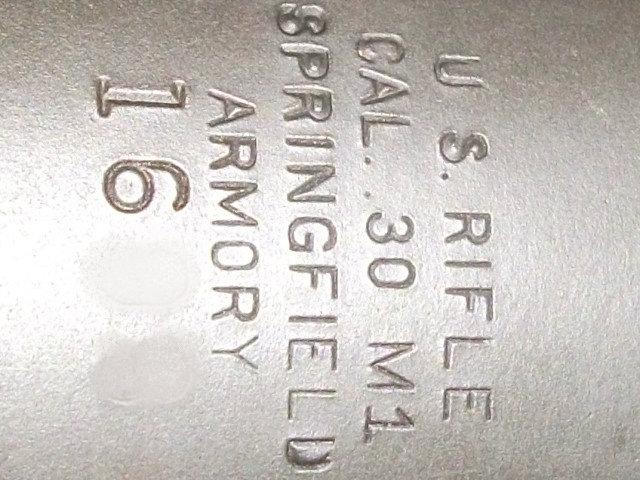 U. S. RIFLE
CAL. .30 M1
SPRINGFIELD
ARMORY
16